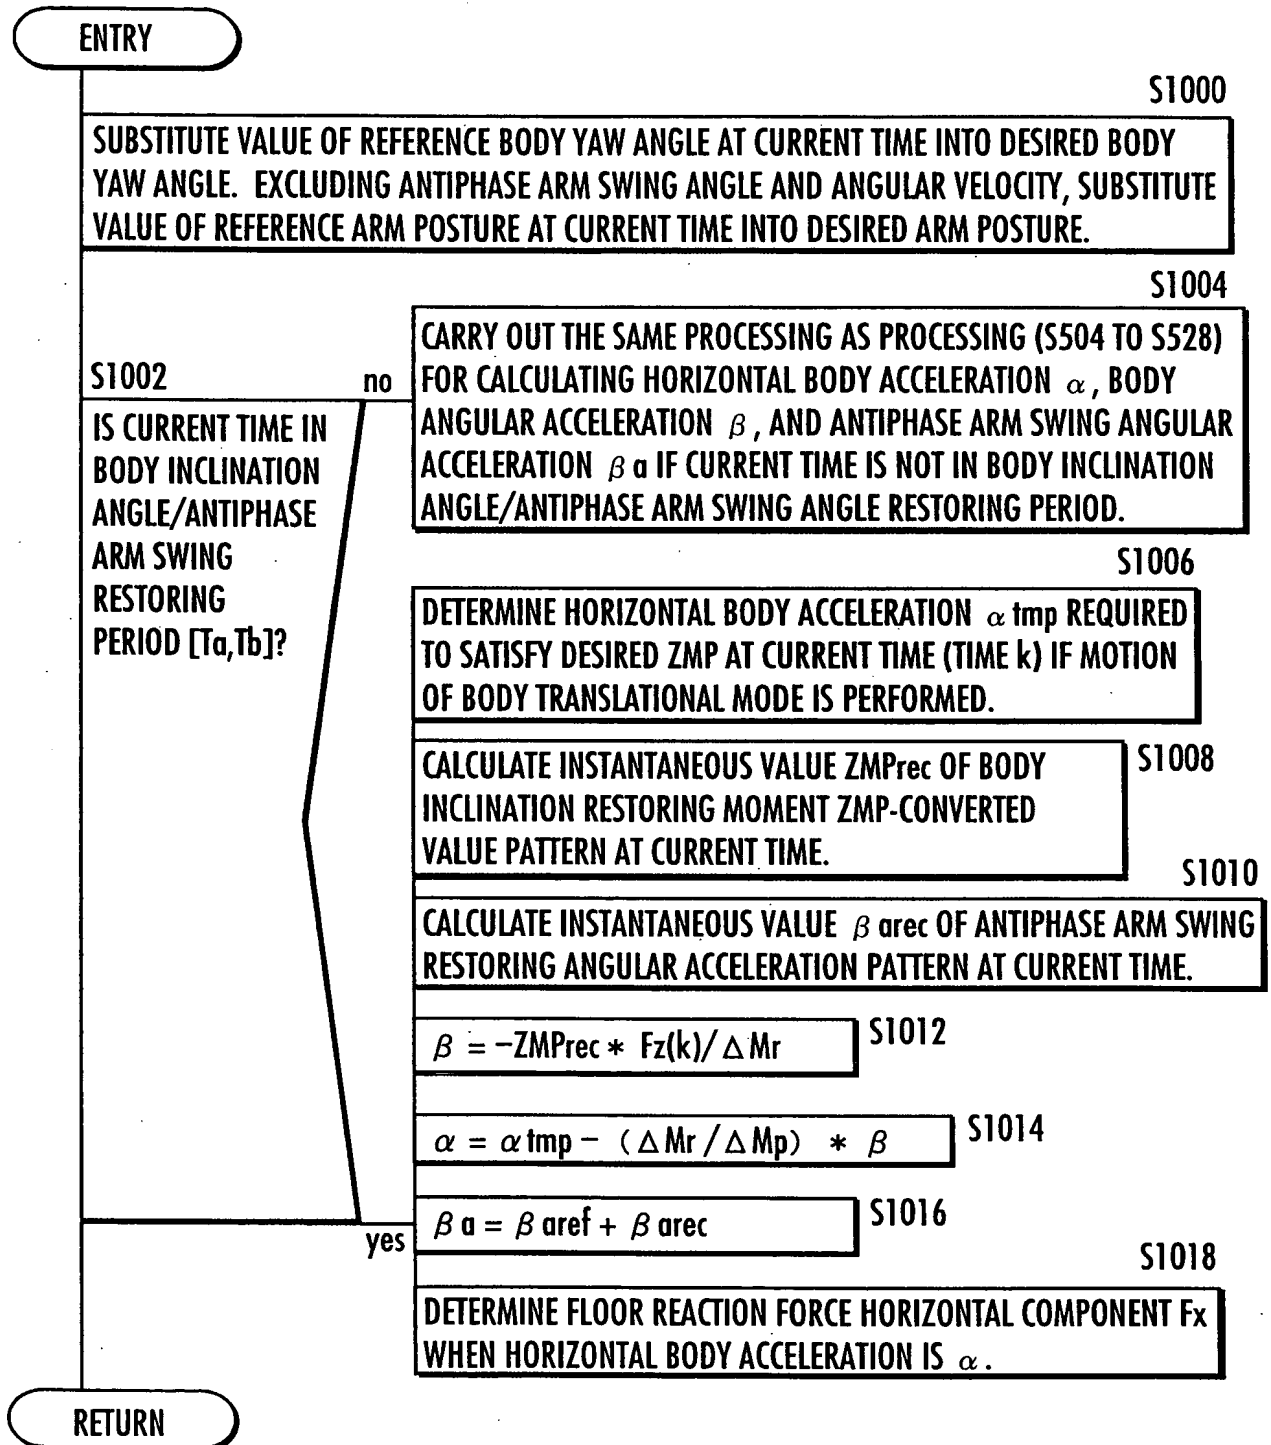 ENTRY
S1000
SUBSTITUTE VALUE OF REFERENCE BODY YAW ANGLE AT CURRENT TIME INTO DESIRED BODY
YAW ANGLE. EXCLUDING ANTIPHASE ARM SWING ANGLE AND ANGULAR VELOCITY, SUBSTITUTE
VALUE OF REFERENCE ARM POSTURE AT CURRENT TIME INTO DESIRED ARM POSTURE.
S1002
IS CURRENT TIME IN
BODY INCLINATION
ANGLE/ANTIPHASE
ARM SWING
RESTORING
PERIOD [Ta,Tb]?
no
S1004
CARRY OUT THE SAME PROCESSING AS PROCESSING (S504 TO S528)
FOR CALCULATING HORIZONTAL BODY ACCELERATION α, BODY
ANGULAR ACCELERATION β, AND ANTIPHASE ARM SWING ANGULAR
ACCELERATION βa IF CURRENT TIME IS NOT IN BODY INCLINATION
ANGLE/ANTIPHASE ARM SWING ANGLE RESTORING PERIOD.
S1006
DETERMINE HORIZONTAL BODY ACCELERATION αtmp REQUIRED
TO SATISFY DESIRED ZMP AT CURRENT TIME (TIME k) IF MOTION
OF BODY TRANSLATIONAL MODE IS PERFORMED.
S1008
CALCULATE INSTANTANEOUS VALUE ZMPrec OF BODY
INCLINATION RESTORING MOMENT ZMP-CONVERTED
VALUE PATTERN AT CURRENT TIME.
S1010
CALCULATE INSTANTANEOUS VALUE βarec OF ANTIPHASE ARM SWING
RESTORING ANGULAR ACCELERATION PATTERN AT CURRENT TIME.
S1012
β = -ZMPrec * Fz(k)/ΔMr
S1014
α = αtmp - (ΔMr/ΔMp) * β
S1016
βa = βaref + βarec
yes
S1018
DETERMINE FLOOR REACTION FORCE HORIZONTAL COMPONENT Fx
WHEN HORIZONTAL BODY ACCELERATION IS α.
RETURN